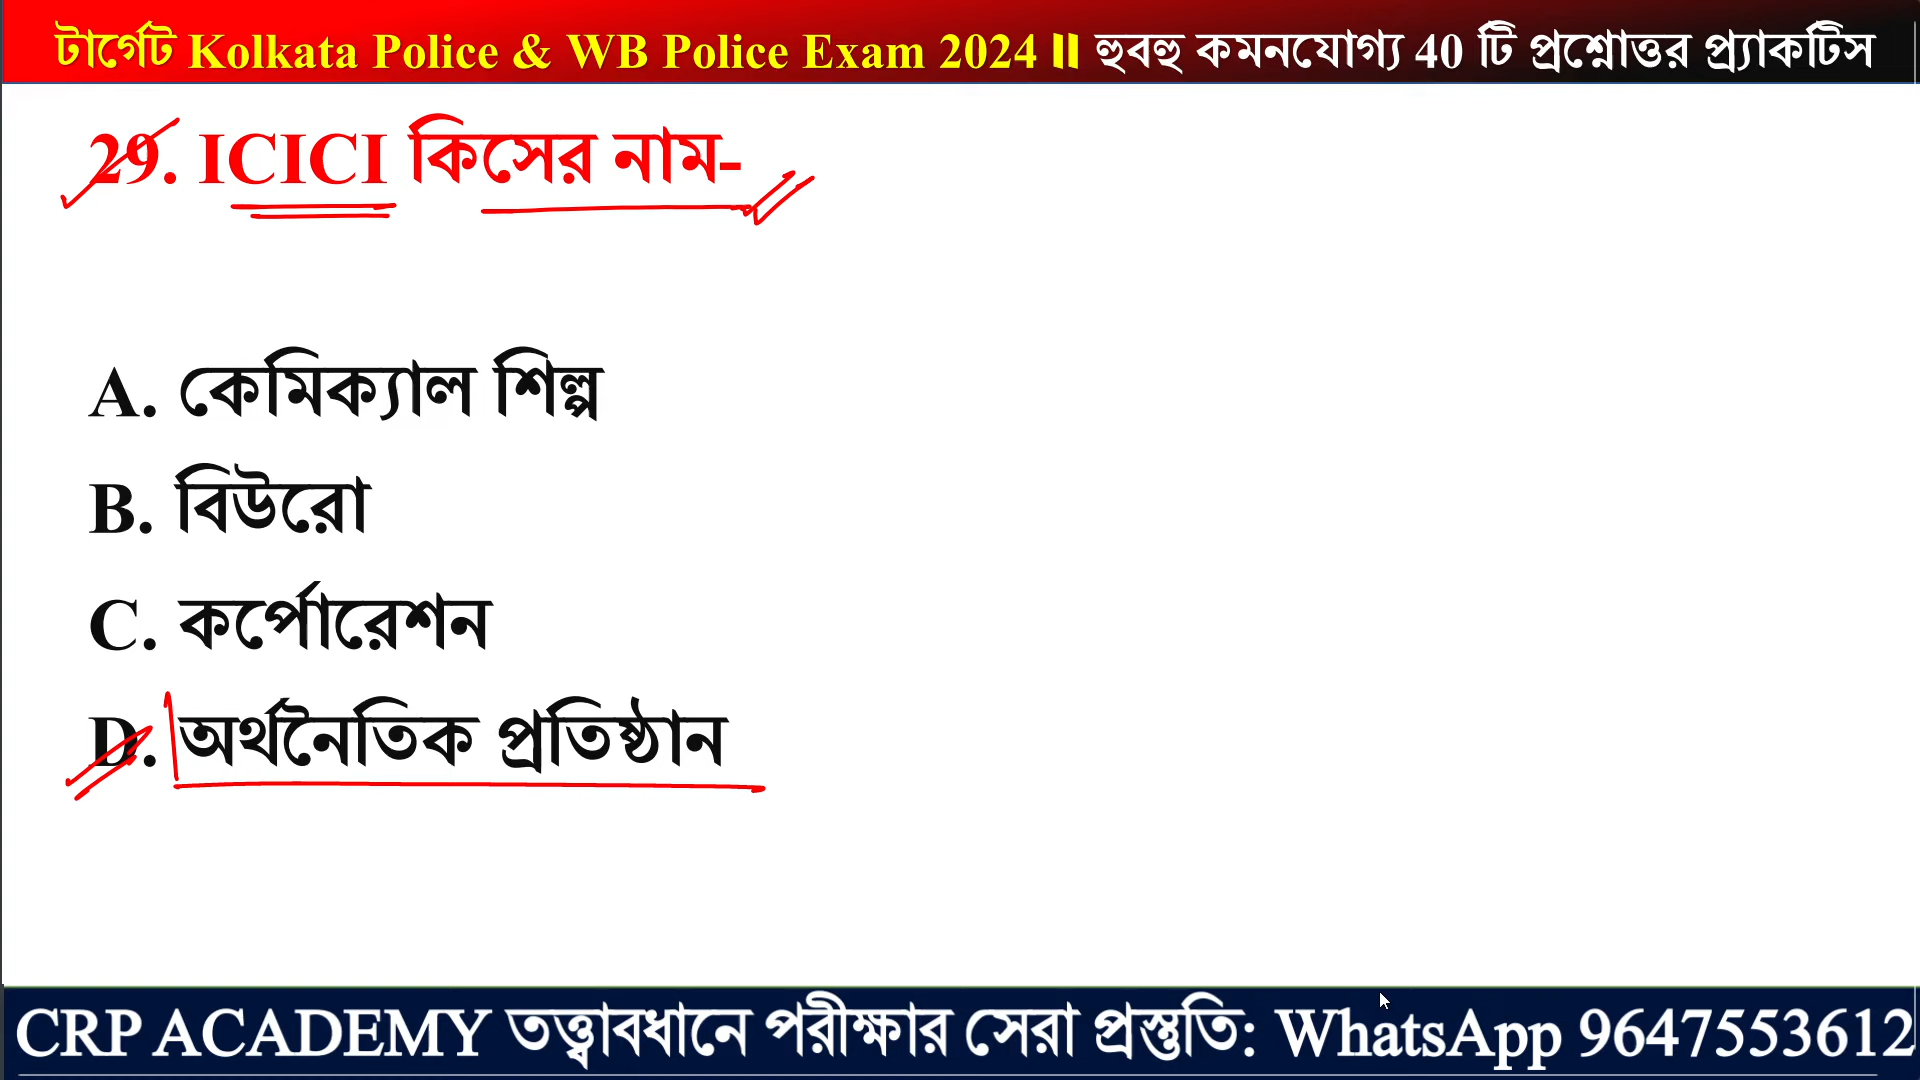 টার্গেট Kolkata Police & WB Police Exam 2024 ॥ হুবহু কমনযোগ্য 40 টি প্রশ্নোত্তর প্র্যাকটিস
29. ICICI কিসের নাম-
A. কেমিক্যাল শিল্প
B. বিউরো
C. কর্পোরেশন
D. অর্থনৈতিক প্রতিষ্ঠান
CRP ACADEMY তত্ত্বাবধানে পরীক্ষার সেরা প্রস্তুতি: WhatsApp 9647553612